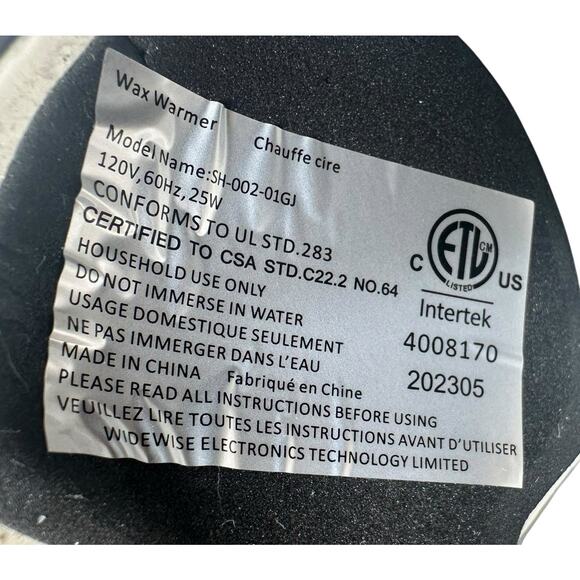 Wax Warmer Chauffe cire
Model Name:SH-002-01GJ
120V,60Hz,25W
CONFORMS TO UL STD.283
CERTIFIED TO CSA STD.C22.2 NO.64
HOUSEHOLD USE ONLY
DO NOT IMMERSE IN WATER
USAGE DOMESTIQUE SEULEMENT
NE PAS IMMERGER DANS L'EAU
MADE IN CHINA Fabriqué en Chine
PLEASE READ ALL INSTRUCTIONS BEFORE USING
VEUILLEZ LIRE TOUTES LES INSTRUCTIONS AVANT D'UTILISER
WIDEWISE ELECTRONICS TECHNOLOGY LIMITED
ETL CM
C US
LISTED
Intertek
4008170
202305